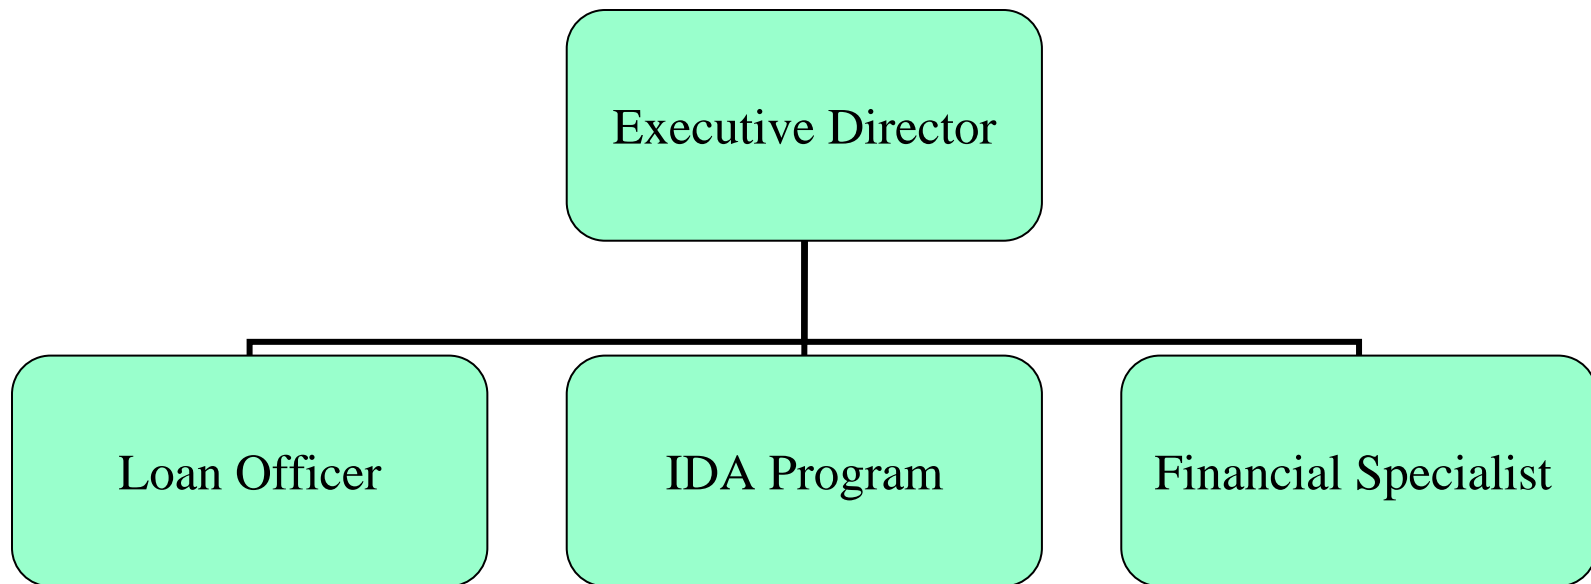 Executive Director
Loan Officer
IDA Program
Financial Specialist